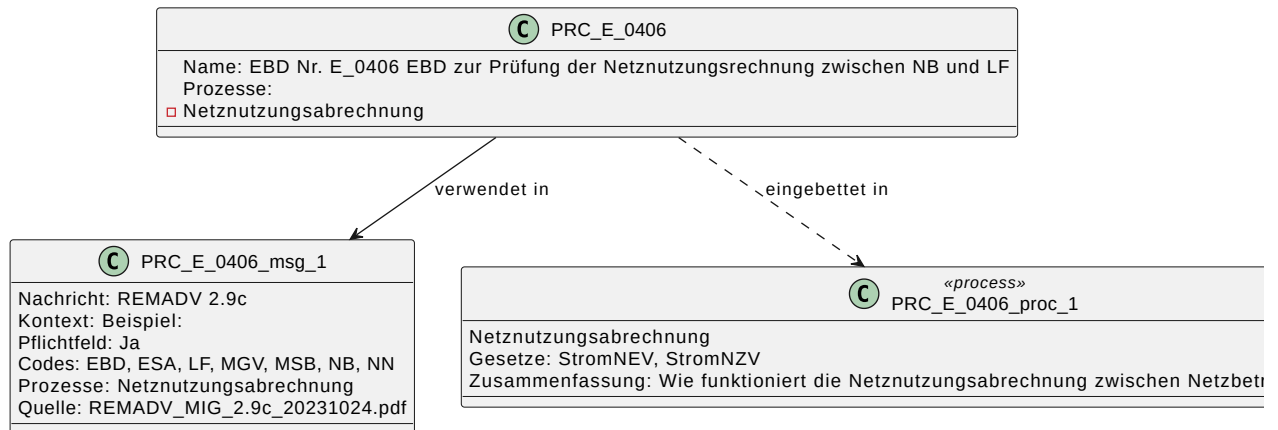 C PRC_E_0406
Name: EBD Nr. E_0406 EBD zur Prüfung der Netznutzungsrechnung zwischen NB und LF
Prozesse:
Netznutzungsabrechnung
verwendet in
eingebettet in
C PRC_E_0406_msg_1
Nachricht: REMADV 2.9c
Kontext: Beispiel:
Pflichtfeld: Ja
Codes: EBD, ESA, LF, MGV, MSB, NB, NN
Prozesse: Netznutzungsabrechnung
Quelle: REMADV_MIG_2.9c_20231024.pdf
«process»
C PRC_E_0406_proc_1
Netznutzungsabrechnung
Gesetze: StromNEV, StromNZV
Zusammenfassung: Wie funktioniert die Netznutzungsabrechnung zwischen Netzbetr